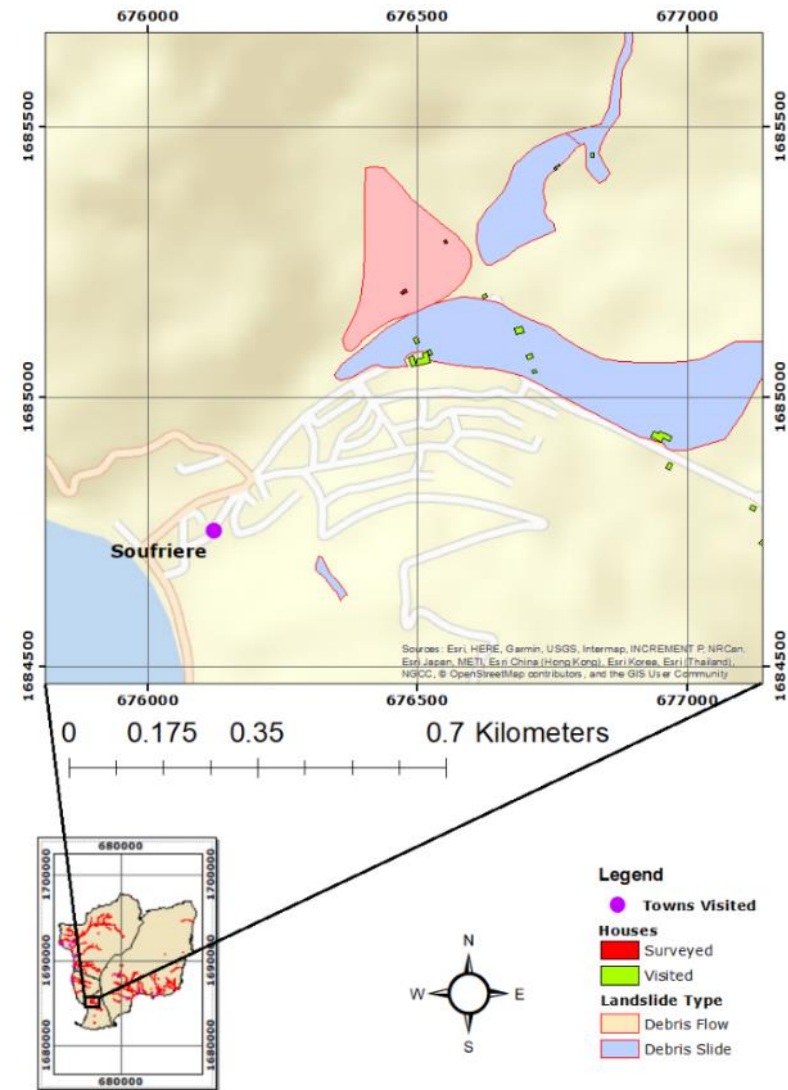 676000 676500 677000
1685500 1685500
1685000 1685000
Soufriere
Sources: Esri, HERE, Garmin, USGS, Intermap, INCREMENT P, NRCan,
Esri Japan, METI, Esri China (Hong Kong), Esri Korea, Esri (Thailand),
NGCC, © OpenStreetMap contributors, and the GIS User Community
1684500 1684500
676000 676500 677000
0 0.175 0.35 0.7 Kilometers
680000
1700000 1700000
1690000 1690000
1680000 1680000
680000
N
W E
S
Legend
Towns Visited
Houses
Surveyed
Visited
Landslide Type
Debris Flow
Debris Slide